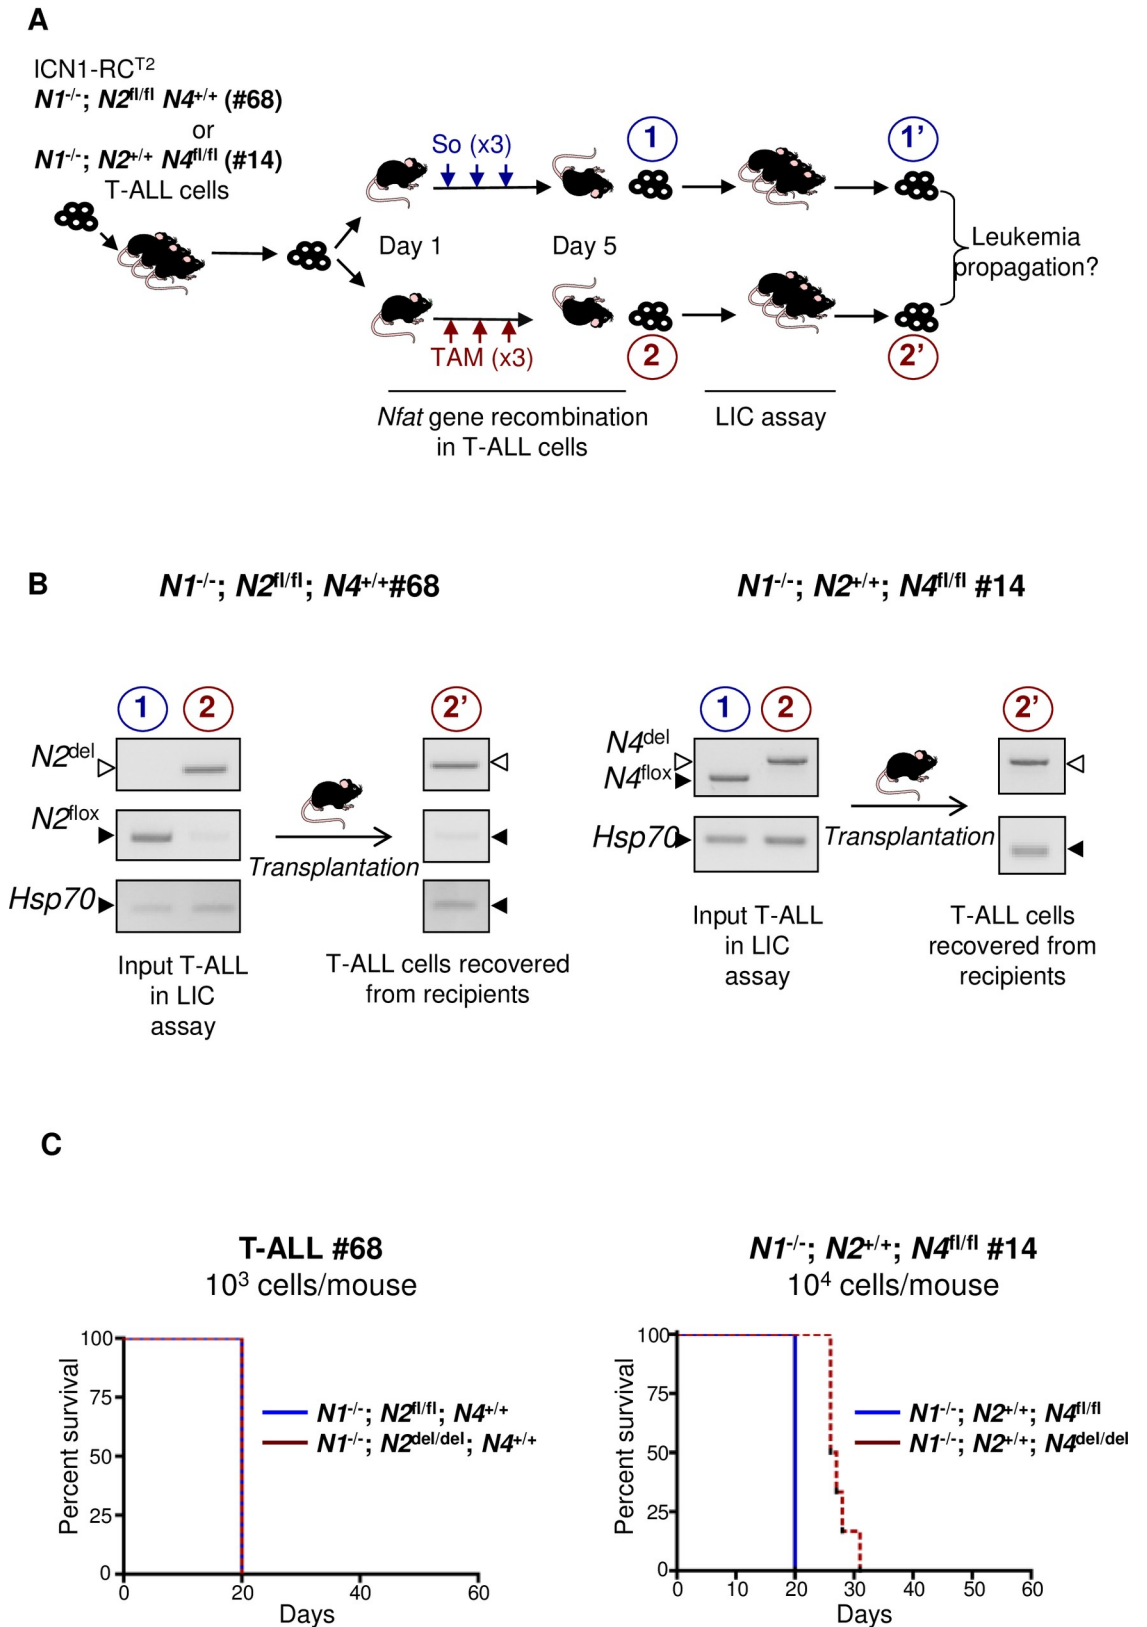 A
ICN1-RCᵀ²
N1-/-; N2fl/fl N4+/+ (#68)
or
N1-/-; N2+/+ N4fl/fl (#14)
T-ALL cells
So (x3)
1
1’
Day 1
Day 5
Leukemia
propagation?
TAM (x3)
2
2’
Nfat gene recombination
in T-ALL cells
LIC assay
B
N1-/-; N2fl/fl; N4+/+#68
1
2
2’
N2del
N2flox
Hsp70
Transplantation
Input T-ALL
in LIC
assay
T-ALL cells recovered
from recipients
N1-/-; N2+/+; N4fl/fl #14
1
2
2’
N4del
N4flox
Hsp70
Transplantation
Input T-ALL
in LIC
assay
T-ALL cells
recovered from
recipients
C
T-ALL #68
10³ cells/mouse
Percent survival
100
75
50
25
0
0
20
40
60
Days
N1-/-; N2fl/fl; N4+/+
N1-/-; N2del/del; N4+/+
N1-/-; N2+/+; N4fl/fl #14
10⁴ cells/mouse
Percent survival
100
75
50
25
0
0
10
20
30
40
50
60
Days
N1-/-; N2+/+; N4fl/fl
N1-/-; N2+/+; N4del/del